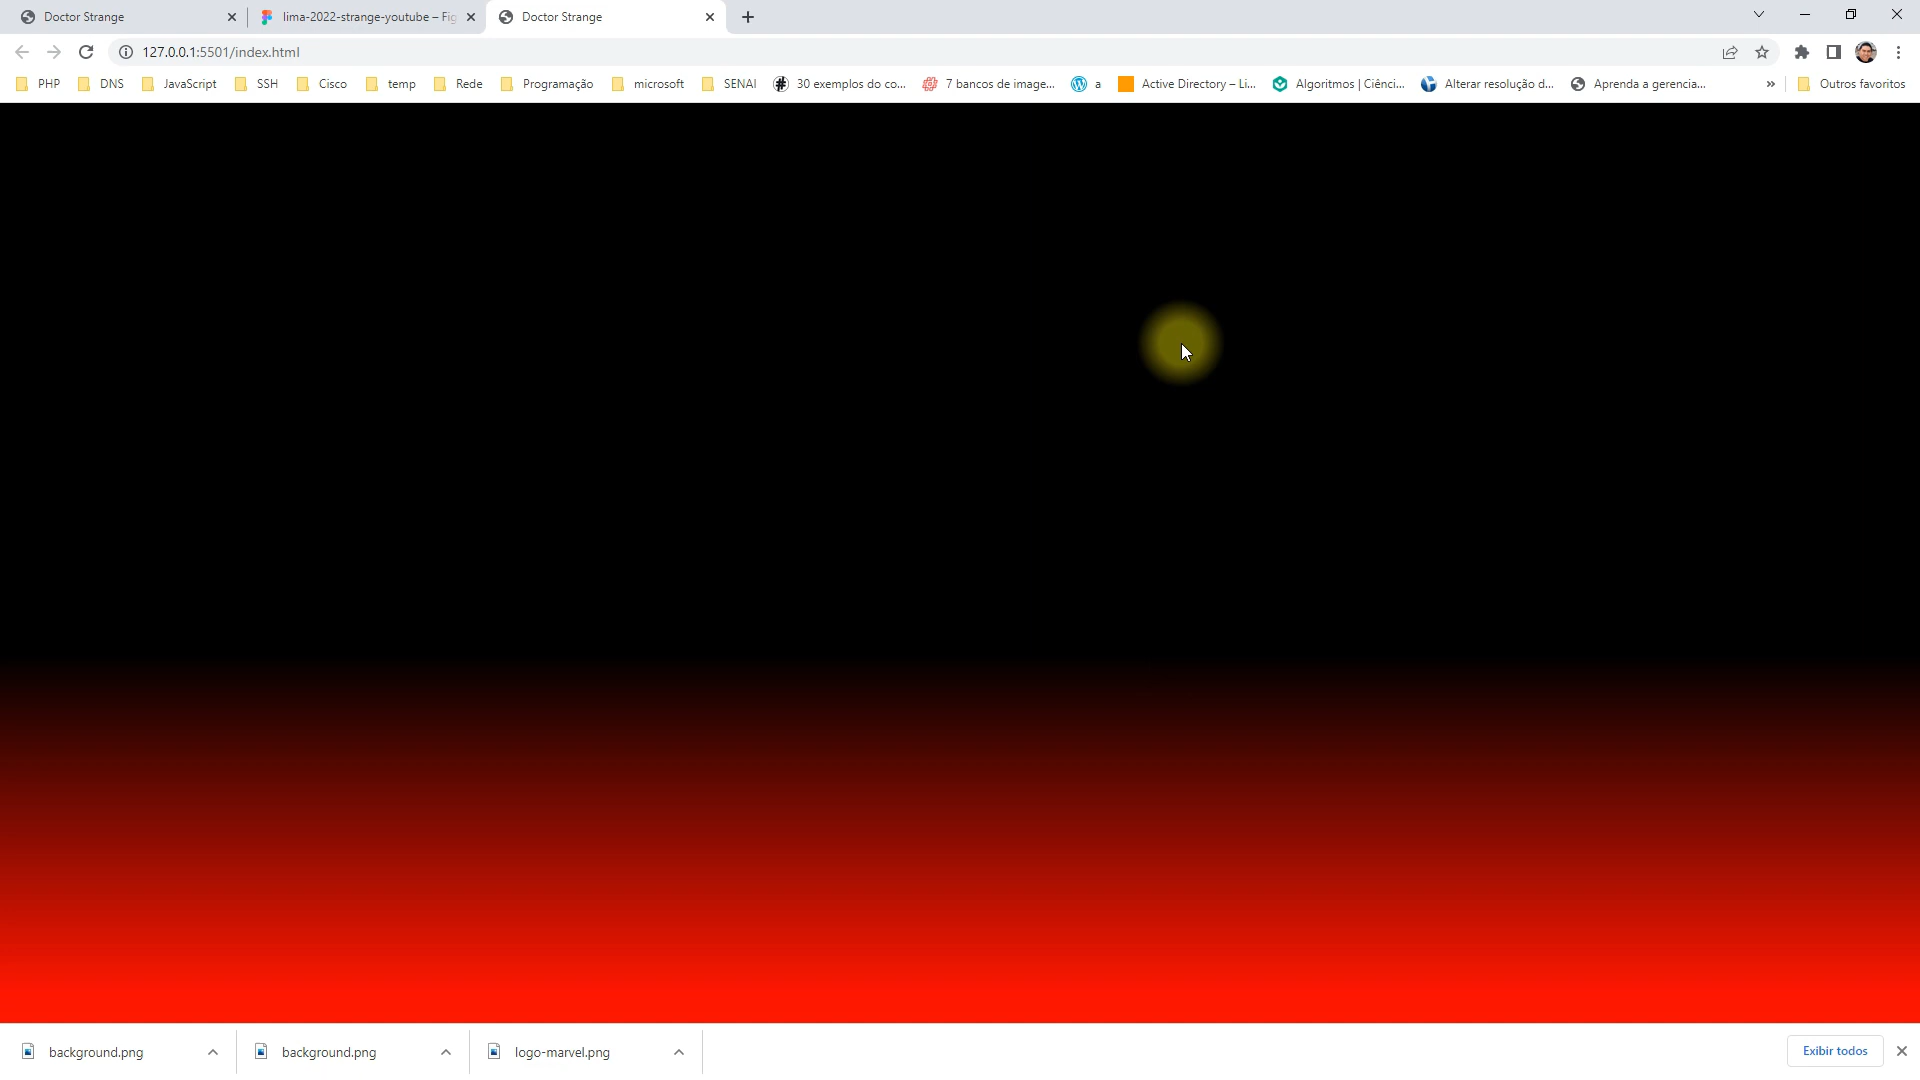 Doctor Strange
lima-2022-strange-youtube – Fig
Doctor Strange
127.0.0.1:5501/index.html
PHP
DNS
JavaScript
SSH
Cisco
temp
Rede
Programação
microsoft
SENAI
30 exemplos do co...
7 bancos de image...
a
Active Directory – Li...
Algoritmos | Ciênci...
Alterar resolução d...
Aprenda a gerencia...
»
Outros favoritos
background.png
background.png
logo-marvel.png
Exibir todos